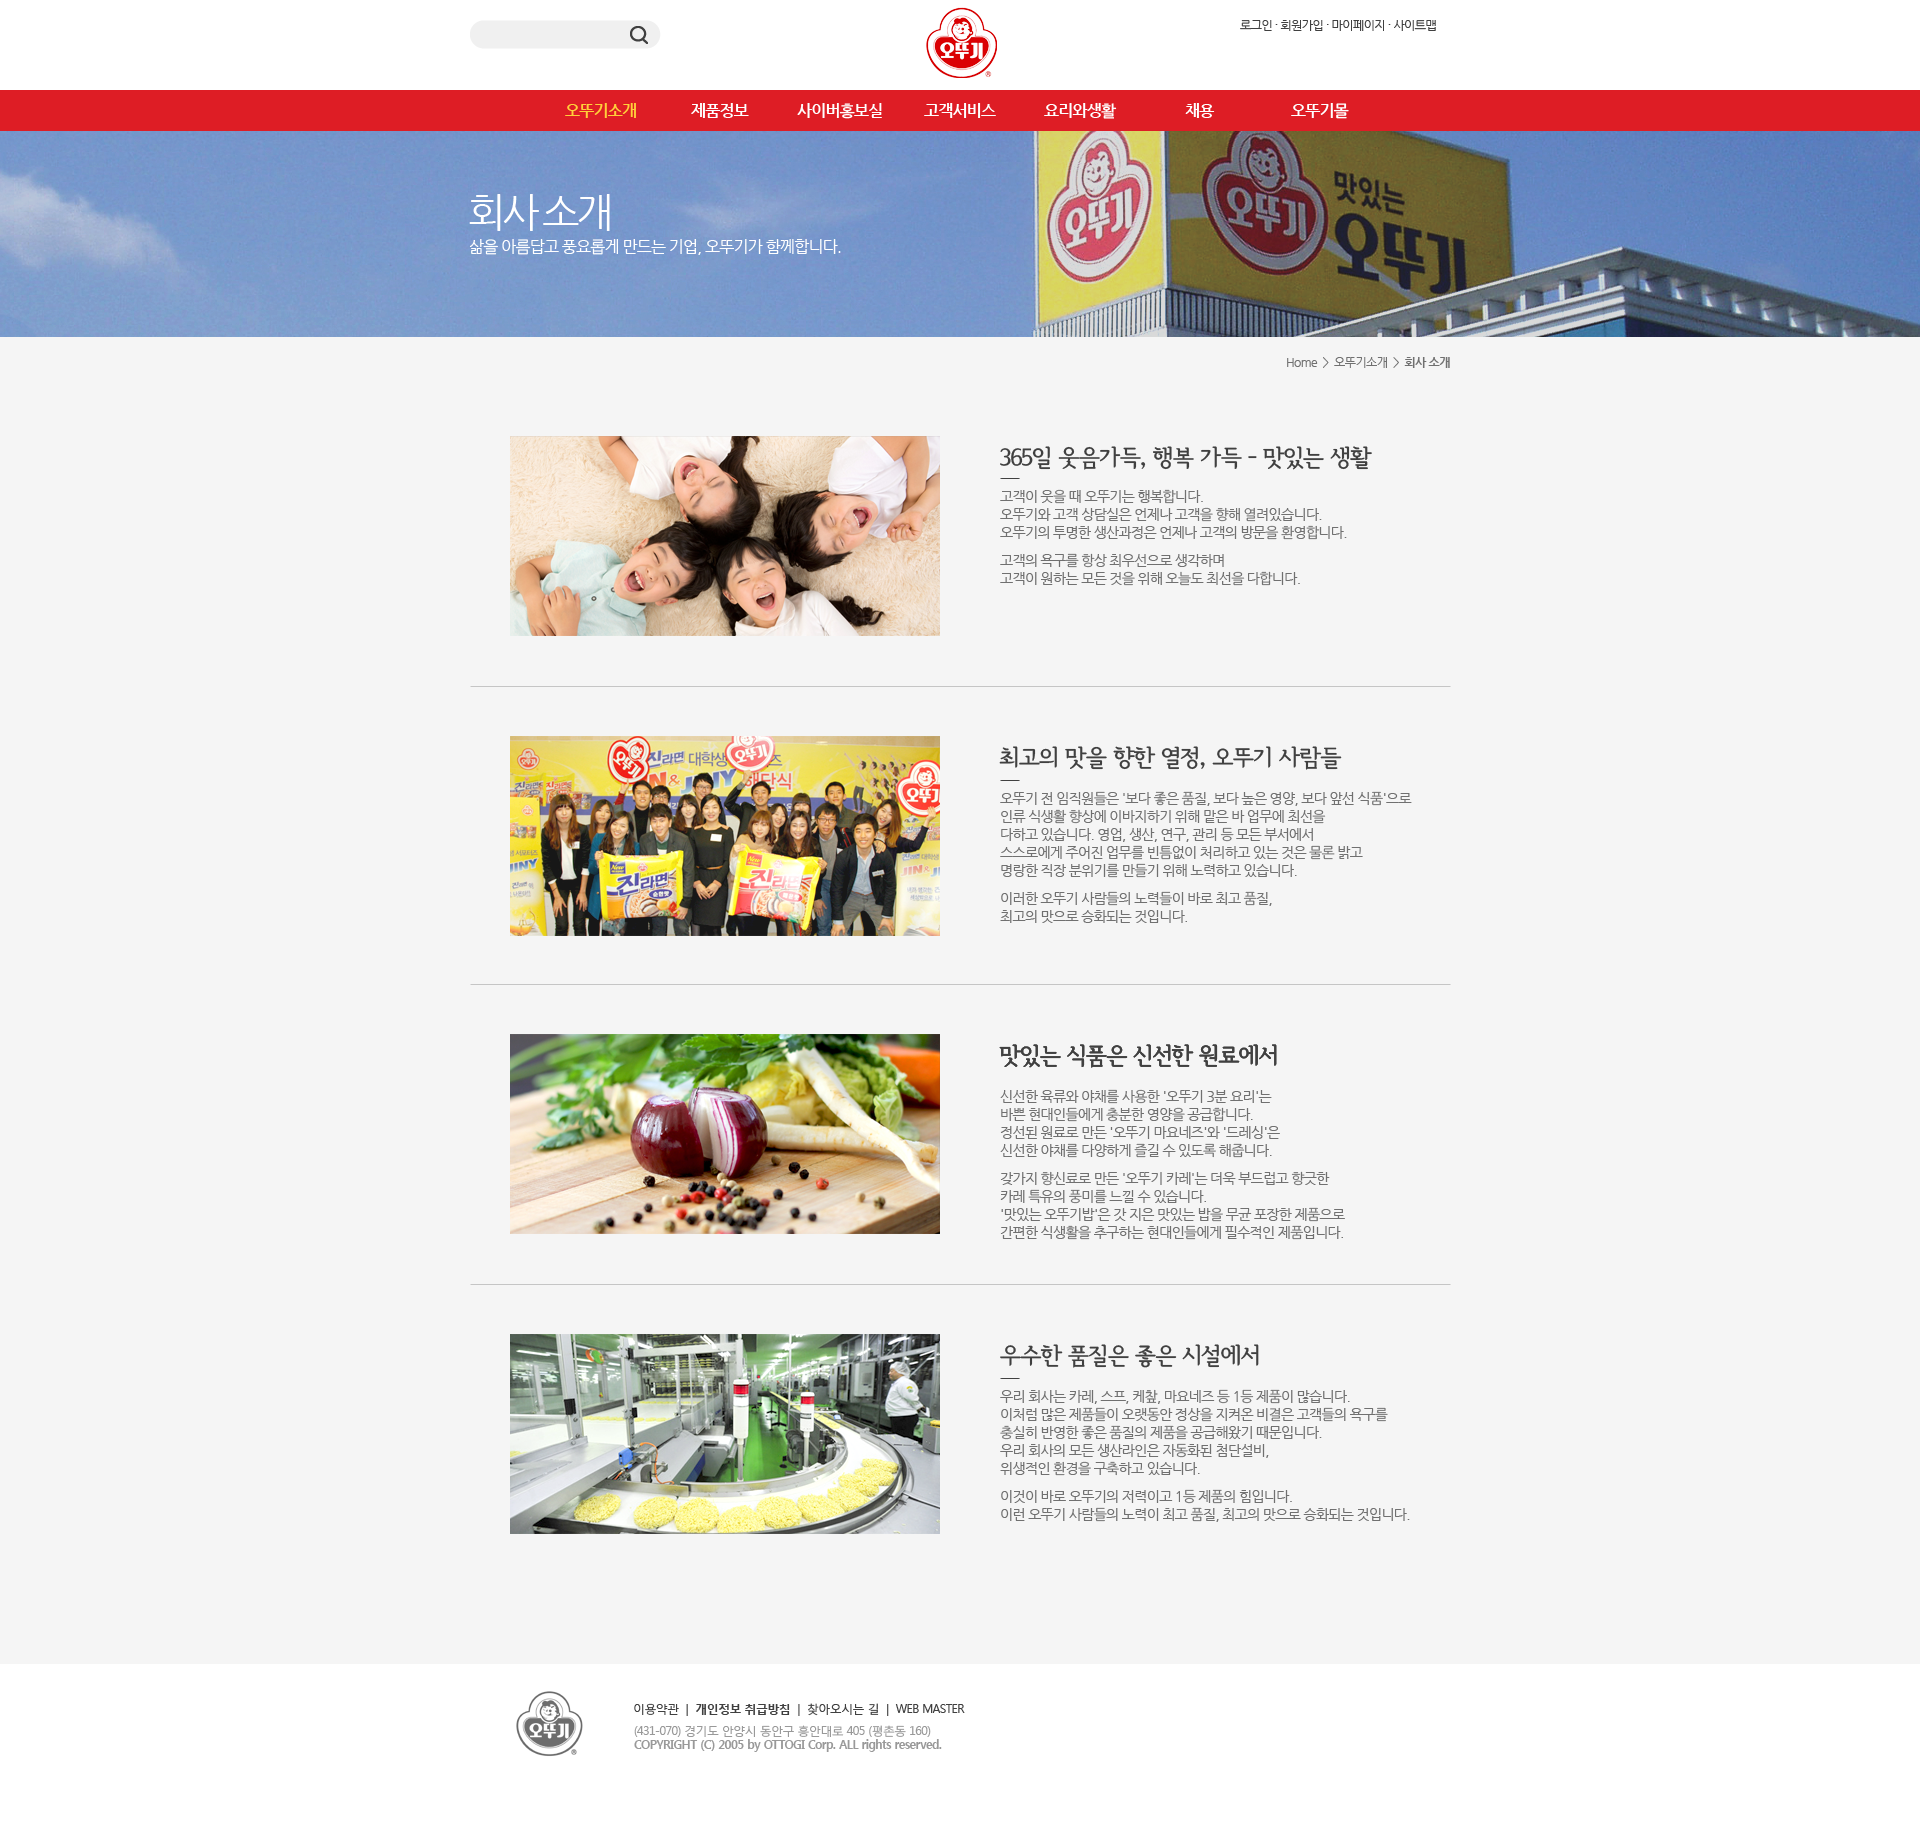 오뚜기
로그인 · 회원가입 · 마이페이지 · 사이트맵
오뚜기소개 제품정보 사이버홍보실 고객서비스 요리와생활 채용 오뚜기몰
회사 소개
삶을 아름답고 풍요롭게 만드는 기업, 오뚜기가 함께합니다.
오뚜기
오뚜기
맛있는
오뚜기
Home > 오뚜기소개 > 회사 소개
365일 웃음가득, 행복 가득 - 맛있는 생활
고객이 웃을 때 오뚜기는 행복합니다.
오뚜기와 고객 상담실은 언제나 고객을 향해 열려있습니다.
오뚜기의 투명한 생산과정은 언제나 고객의 방문을 환영합니다.
고객의 욕구를 항상 최우선으로 생각하며
고객이 원하는 모든 것을 위해 오늘도 최선을 다합니다.
진라면 대학생
해단식
오뚜기
오뚜기
진라면
진라면
최고의 맛을 향한 열정, 오뚜기 사람들
오뚜기 전 임직원들은 '보다 좋은 품질, 보다 높은 영양, 보다 앞선 식품'으로
인류 식생활 향상에 이바지하기 위해 맡은 바 업무에 최선을
다하고 있습니다. 영업, 생산, 연구, 관리 등 모든 부서에서
스스로에게 주어진 업무를 빈틈없이 처리하고 있는 것은 물론 밝고
명랑한 직장 분위기를 만들기 위해 노력하고 있습니다.
이러한 오뚜기 사람들의 노력들이 바로 최고 품질,
최고의 맛으로 승화되는 것입니다.
맛있는 식품은 신선한 원료에서
신선한 육류와 야채를 사용한 '오뚜기 3분 요리'는
바쁜 현대인들에게 충분한 영양을 공급합니다.
정선된 원료로 만든 '오뚜기 마요네즈'와 '드레싱'은
신선한 야채를 다양하게 즐길 수 있도록 해줍니다.
갖가지 향신료로 만든 '오뚜기 카레'는 더욱 부드럽고 향긋한
카레 특유의 풍미를 느낄 수 있습니다.
'맛있는 오뚜기밥'은 갓 지은 맛있는 밥을 무균 포장한 제품으로
간편한 식생활을 추구하는 현대인들에게 필수적인 제품입니다.
우수한 품질은 좋은 시설에서
우리 회사는 카레, 스프, 케찶, 마요네즈 등 1등 제품이 많습니다.
이처럼 많은 제품들이 오랫동안 정상을 지켜온 비결은 고객들의 욕구를
충실히 반영한 좋은 품질의 제품을 공급해왔기 때문입니다.
우리 회사의 모든 생산라인은 자동화된 첨단설비,
위생적인 환경을 구축하고 있습니다.
이것이 바로 오뚜기의 저력이고 1등 제품의 힘입니다.
이런 오뚜기 사람들의 노력이 최고 품질, 최고의 맛으로 승화되는 것입니다.
오뚜기
이용약관 | 개인정보 취급방침 | 찾아오시는 길 | WEB MASTER
(431-070) 경기도 안양시 동안구 흥안대로 405 (평촌동 160)
COPYRIGHT (C) 2005 by OTTOGI Corp. ALL rights reserved.